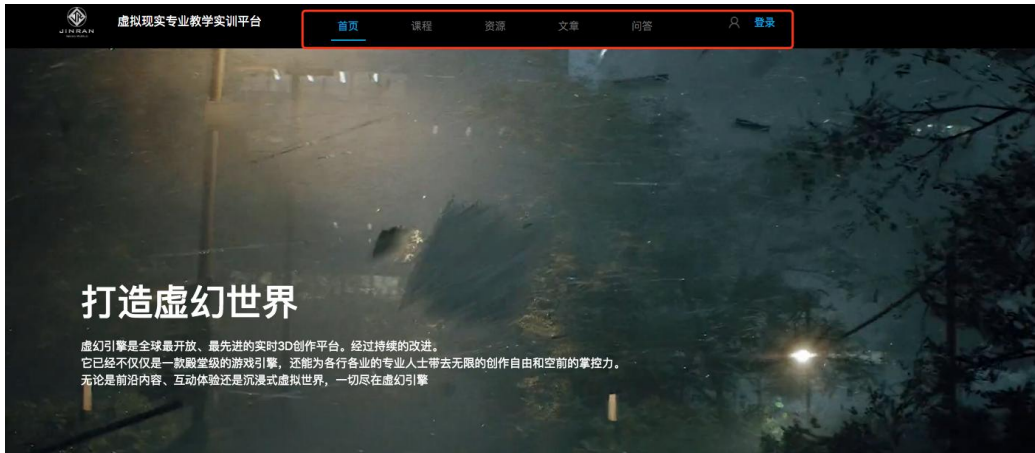 JINRAN
虚拟现实专业教学实训平台
首页 课程 资源 文章 问答 登录
打造虚幻世界
虚幻引擎是全球最开放、最先进的实时3D创作平台。经过持续的改进。
它已经不仅仅是一款殿堂级的游戏引擎，还能为各行各业的专业人士带去无限的创作自由和空前的掌控力。
无论是前沿内容、互动体验还是沉浸式虚拟世界，一切尽在虚幻引擎